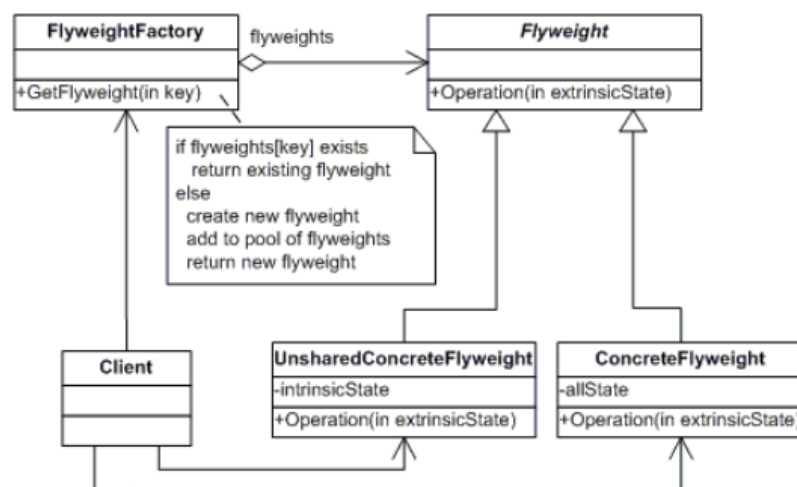 FlyweightFactory
+GetFlyweight(in key)
flyweights
Flyweight
+Operation(in extrinsicState)
if flyweights[key] exists
return existing flyweight
else
create new flyweight
add to pool of flyweights
return new flyweight
Client
UnsharedConcreteFlyweight
-intrinsicState
+Operation(in extrinsicState)
ConcreteFlyweight
-allState
+Operation(in extrinsicState)